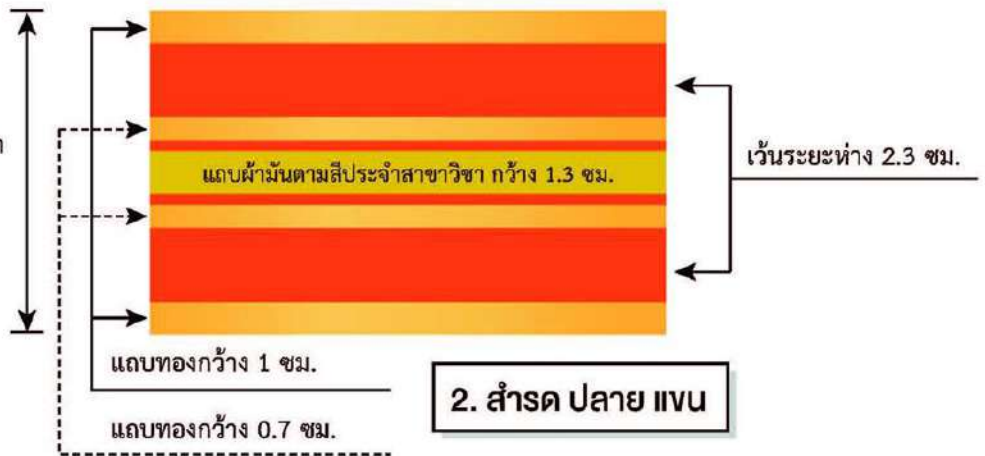 แถบผ้ามันตามสีประจำสาขาวิชา กว้าง 1.3 ซม.
เว้นระยะห่าง 2.3 ซม.
แถบทองกว้าง 1 ซม.
แถบทองกว้าง 0.7 ซม.
2. สำรด ปลาย แขน